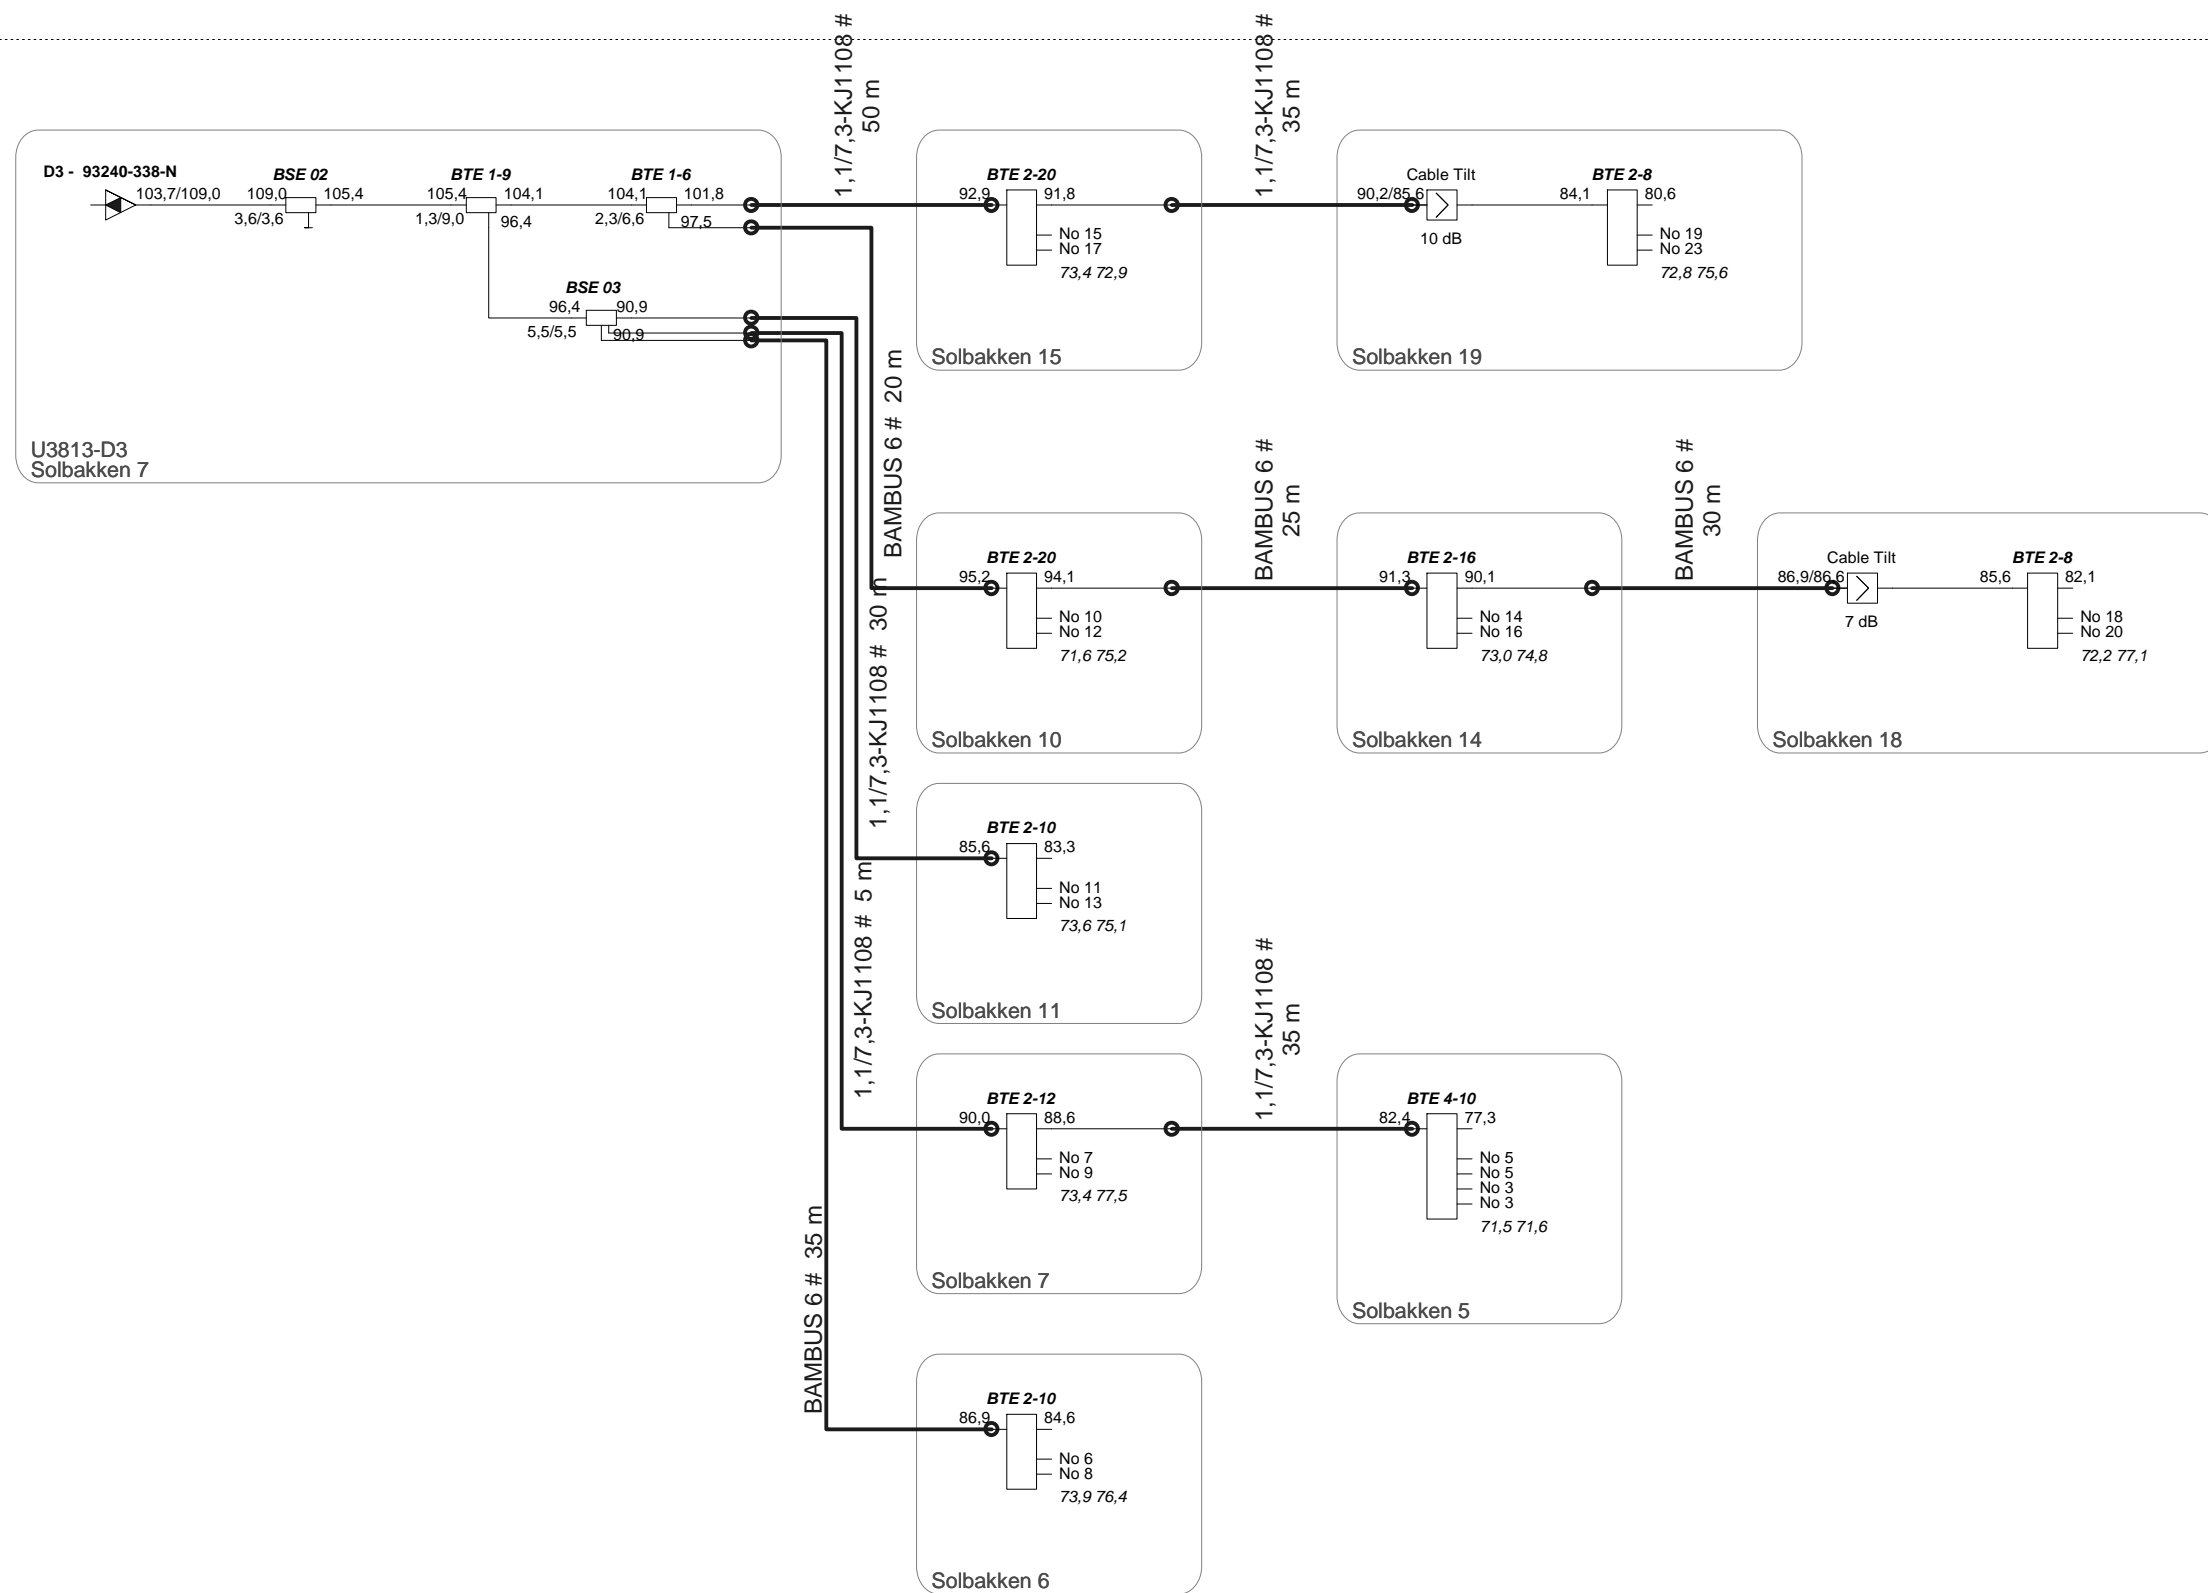 1,1/7,3-KJ1108 #
50 m
1,1/7,3-KJ1108 #
35 m
D3 - 93240-338-N
103,7/109,0
BSE 02
109,0
105,4
3,6/3,6
BTE 1-9
105,4
104,1
1,3/9,0
96,4
BTE 1-6
104,1
101,8
2,3/6,6
97,5
BSE 03
96,4
90,9
5,5/5,5
90,9
U3813-D3
Solbakken 7
BTE 2-20
92,9
91,8
No 15
No 17
73,4 72,9
Solbakken 15
Cable Tilt
90,2/85,6
10 dB
BTE 2-8
84,1
80,6
No 19
No 23
72,8 75,6
Solbakken 19
BAMBUS 6 # 20 m
BAMBUS 6 #
25 m
BAMBUS 6 #
30 m
BTE 2-20
95,2
94,1
No 10
No 12
71,6 75,2
Solbakken 10
BTE 2-16
91,3
90,1
No 14
No 16
73,0 74,8
Solbakken 14
Cable Tilt
86,9/86,6
7 dB
BTE 2-8
85,6
82,1
No 18
No 20
72,2 77,1
Solbakken 18
1,1/7,3-KJ1108 # 30 m
BTE 2-10
85,6
83,3
No 11
No 13
73,6 75,1
Solbakken 11
1,1/7,3-KJ1108 # 5 m
1,1/7,3-KJ1108 #
35 m
BTE 2-12
90,0
88,6
No 7
No 9
73,4 77,5
Solbakken 7
BTE 4-10
82,4
77,3
No 5
No 5
No 3
No 3
71,5 71,6
Solbakken 5
BAMBUS 6 # 35 m
BTE 2-10
86,9
84,6
No 6
No 8
73,9 76,4
Solbakken 6